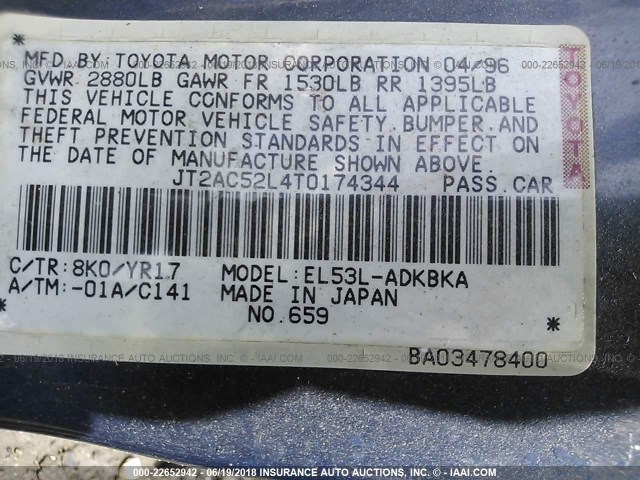 MFD.BY TOYOTA MOTOR CORPORATION 04/96
GVWR 2880LB GAWR FR 1530LB RR 1395LB
THIS VEHICLE CONFORMS TO ALL APPLICABLE
FEDERAL MOTOR VEHICLE SAFETY,BUMPER,AND
THEFT PREVENTION STANDARDS IN EFFECT ON
THE DATE OF MANUFACTURE SHOWN ABOVE.
JT2AC52L4T0174344 PASS.CAR
TOYOTA
C/TR:8K0/YR17 MODEL:EL53L-ADKBKA
A/TM:-01A/C141 MADE IN JAPAN
NO.659
BA03478400
000-22652942 - 06/19/2018 INSURANCE AUTO AUCTIONS INC. (©) - IAAI.COM